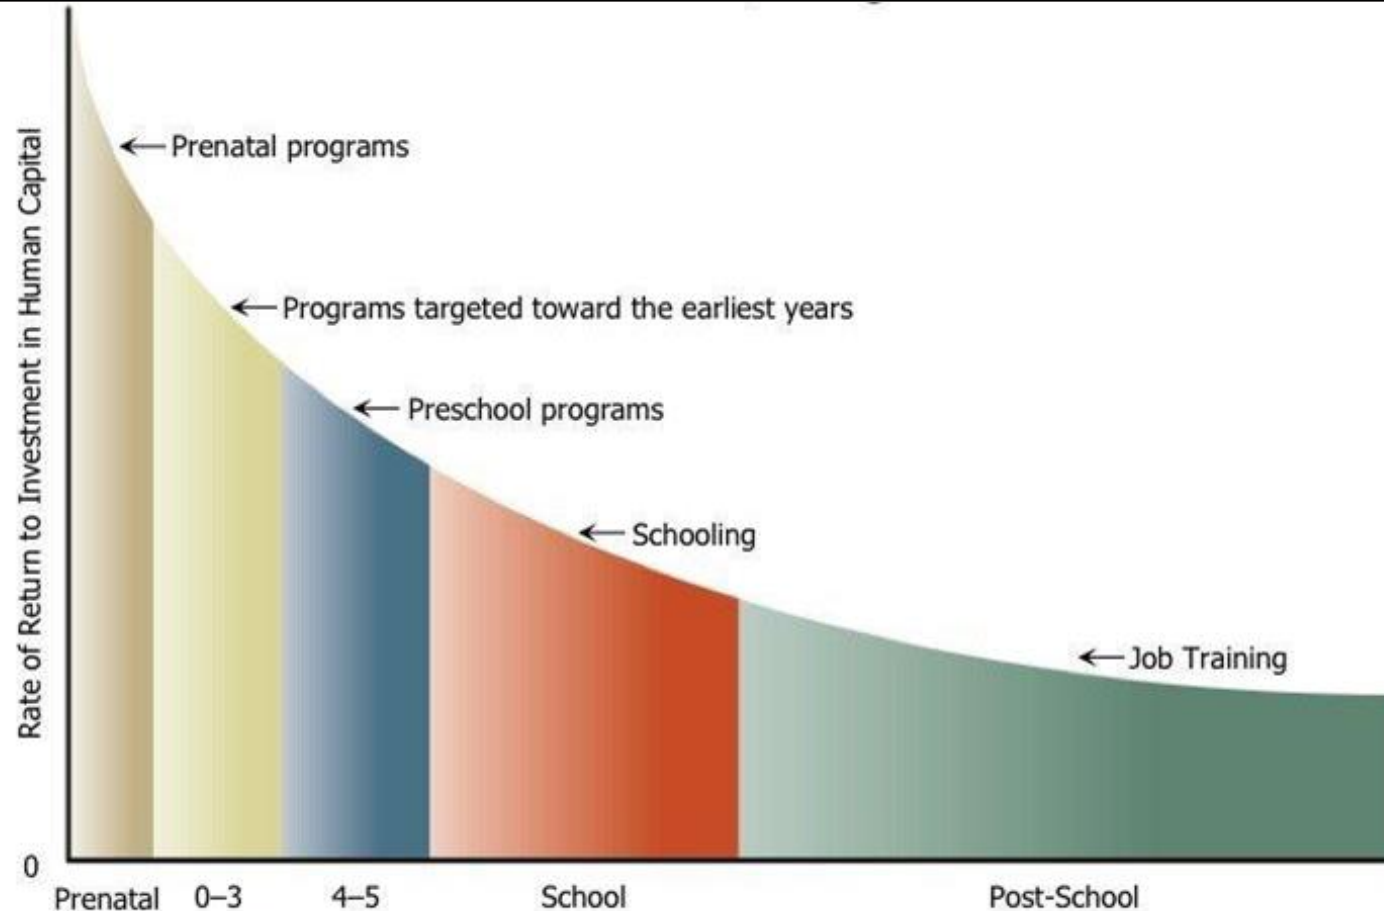 Rate of Return to Investment in Human Capital
Prenatal programs
Programs targeted toward the earliest years
Preschool programs
Schooling
Job Training
0
Prenatal
0–3
4–5
School
Post-School